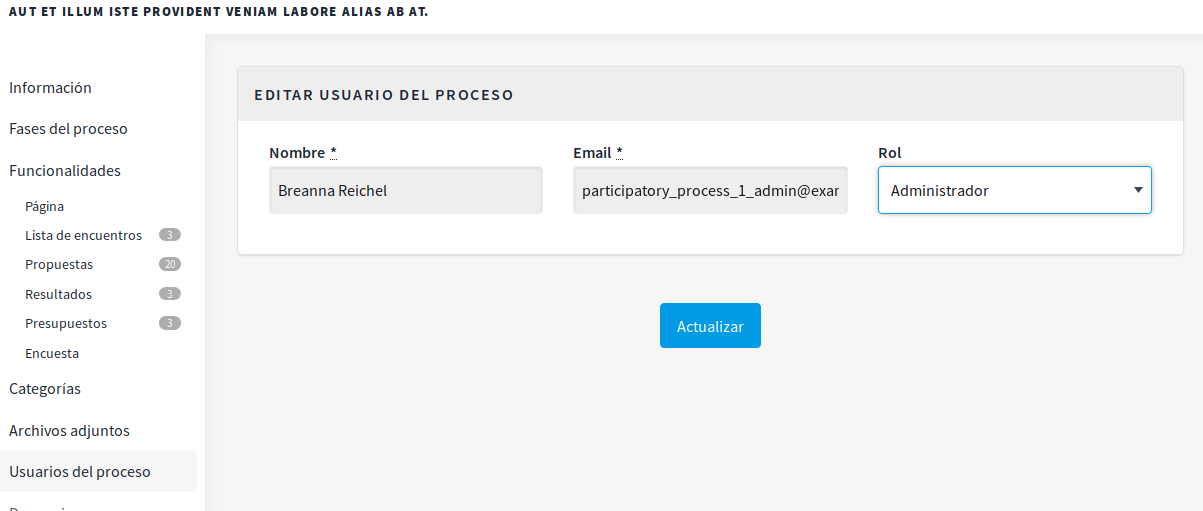 AUT ET ILLUM ISTE PROVIDENT VENIAM LABORE ALIAS AB AT.
Información
Fases del proceso
Funcionalidades
Página
Lista de encuentros 3
Propuestas 20
Resultados 3
Presupuestos 3
Encuesta
Categorías
Archivos adjuntos
Usuarios del proceso
EDITAR USUARIO DEL PROCESO
Nombre *
Breanna Reichel
Email *
participatory_process_1_admin@exar
Rol
Administrador
Actualizar